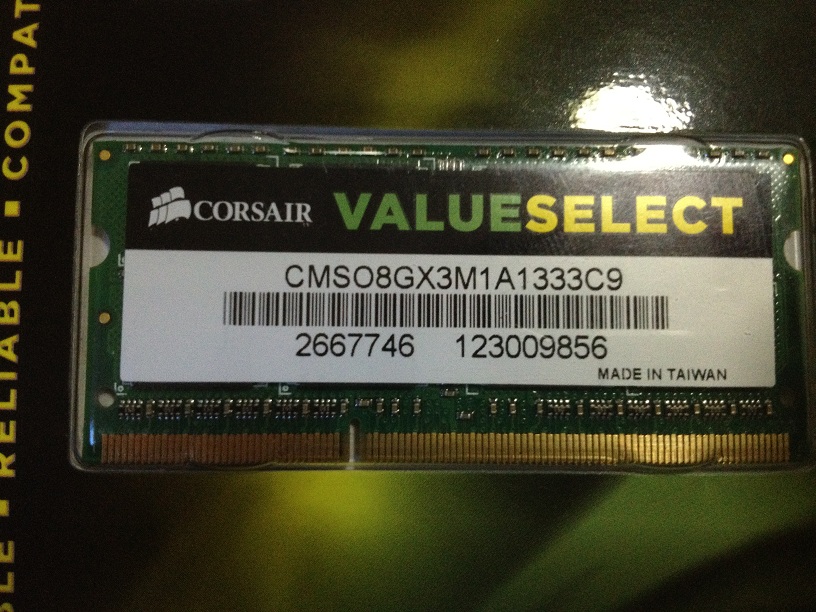 CORSAIR VALUESELECT
CMSO8GX3M1A1333C9
2667746 123009856
MADE IN TAIWAN
RELIABLE ▪ COMPAT